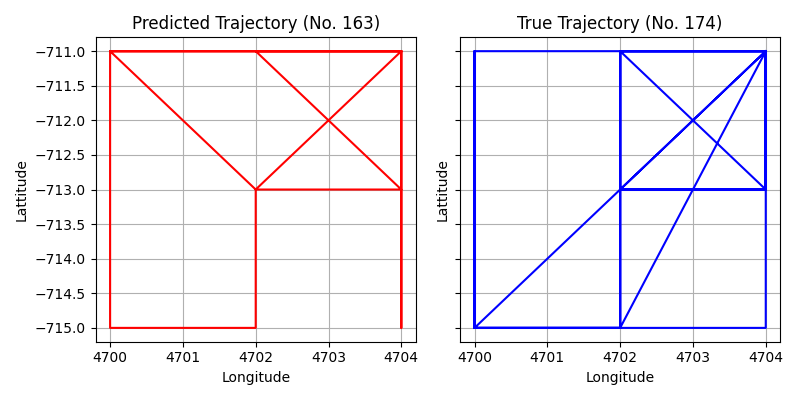 Predicted Trajectory (No. 163)
−711.0
−711.5
−712.0
−712.5
−713.0
−713.5
−714.0
−714.5
−715.0
Lattitude
4700 4701 4702 4703 4704
Longitude
True Trajectory (No. 174)
Lattitude
4700 4701 4702 4703 4704
Longitude